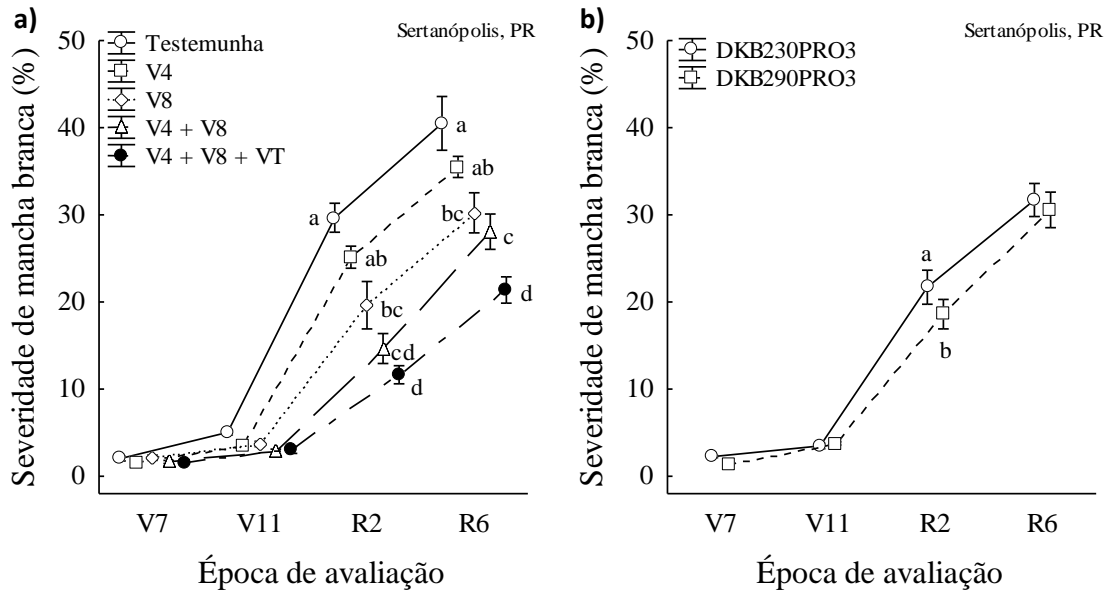 a)
Sertanópolis, PR
Testemunha
V4
V8
V4 + V8
V4 + V8 + VT
Severidade de mancha branca (%)
50
40
30
20
10
0
a
ab
bc
c
d
a
ab
bc
cd
d
V7
V11
R2
R6
Época de avaliação
b)
Sertanópolis, PR
DKB230PRO3
DKB290PRO3
Severidade de mancha branca (%)
50
40
30
20
10
0
a
b
V7
V11
R2
R6
Época de avaliação